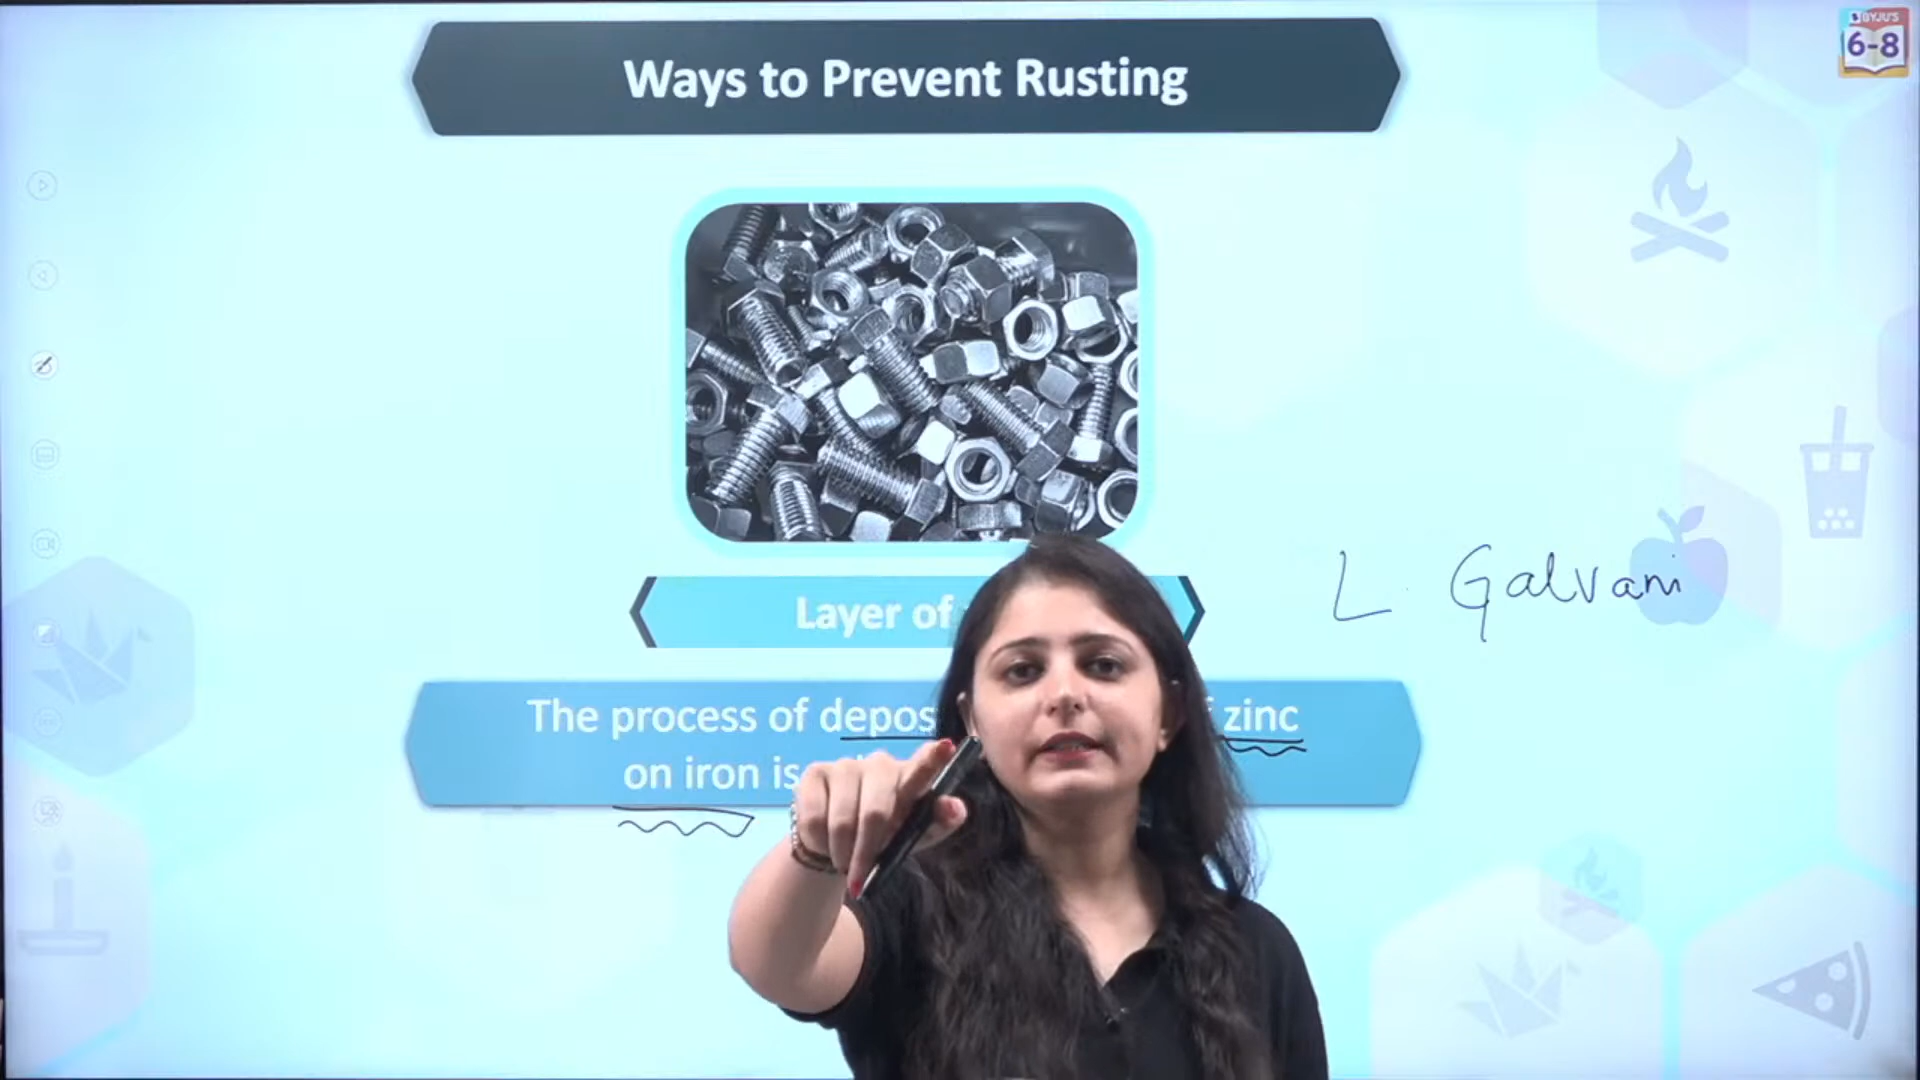 BYJU'S
6-8
Ways to Prevent Rusting
Layer of
L. Galvani
The process of depos zinc
on iron is